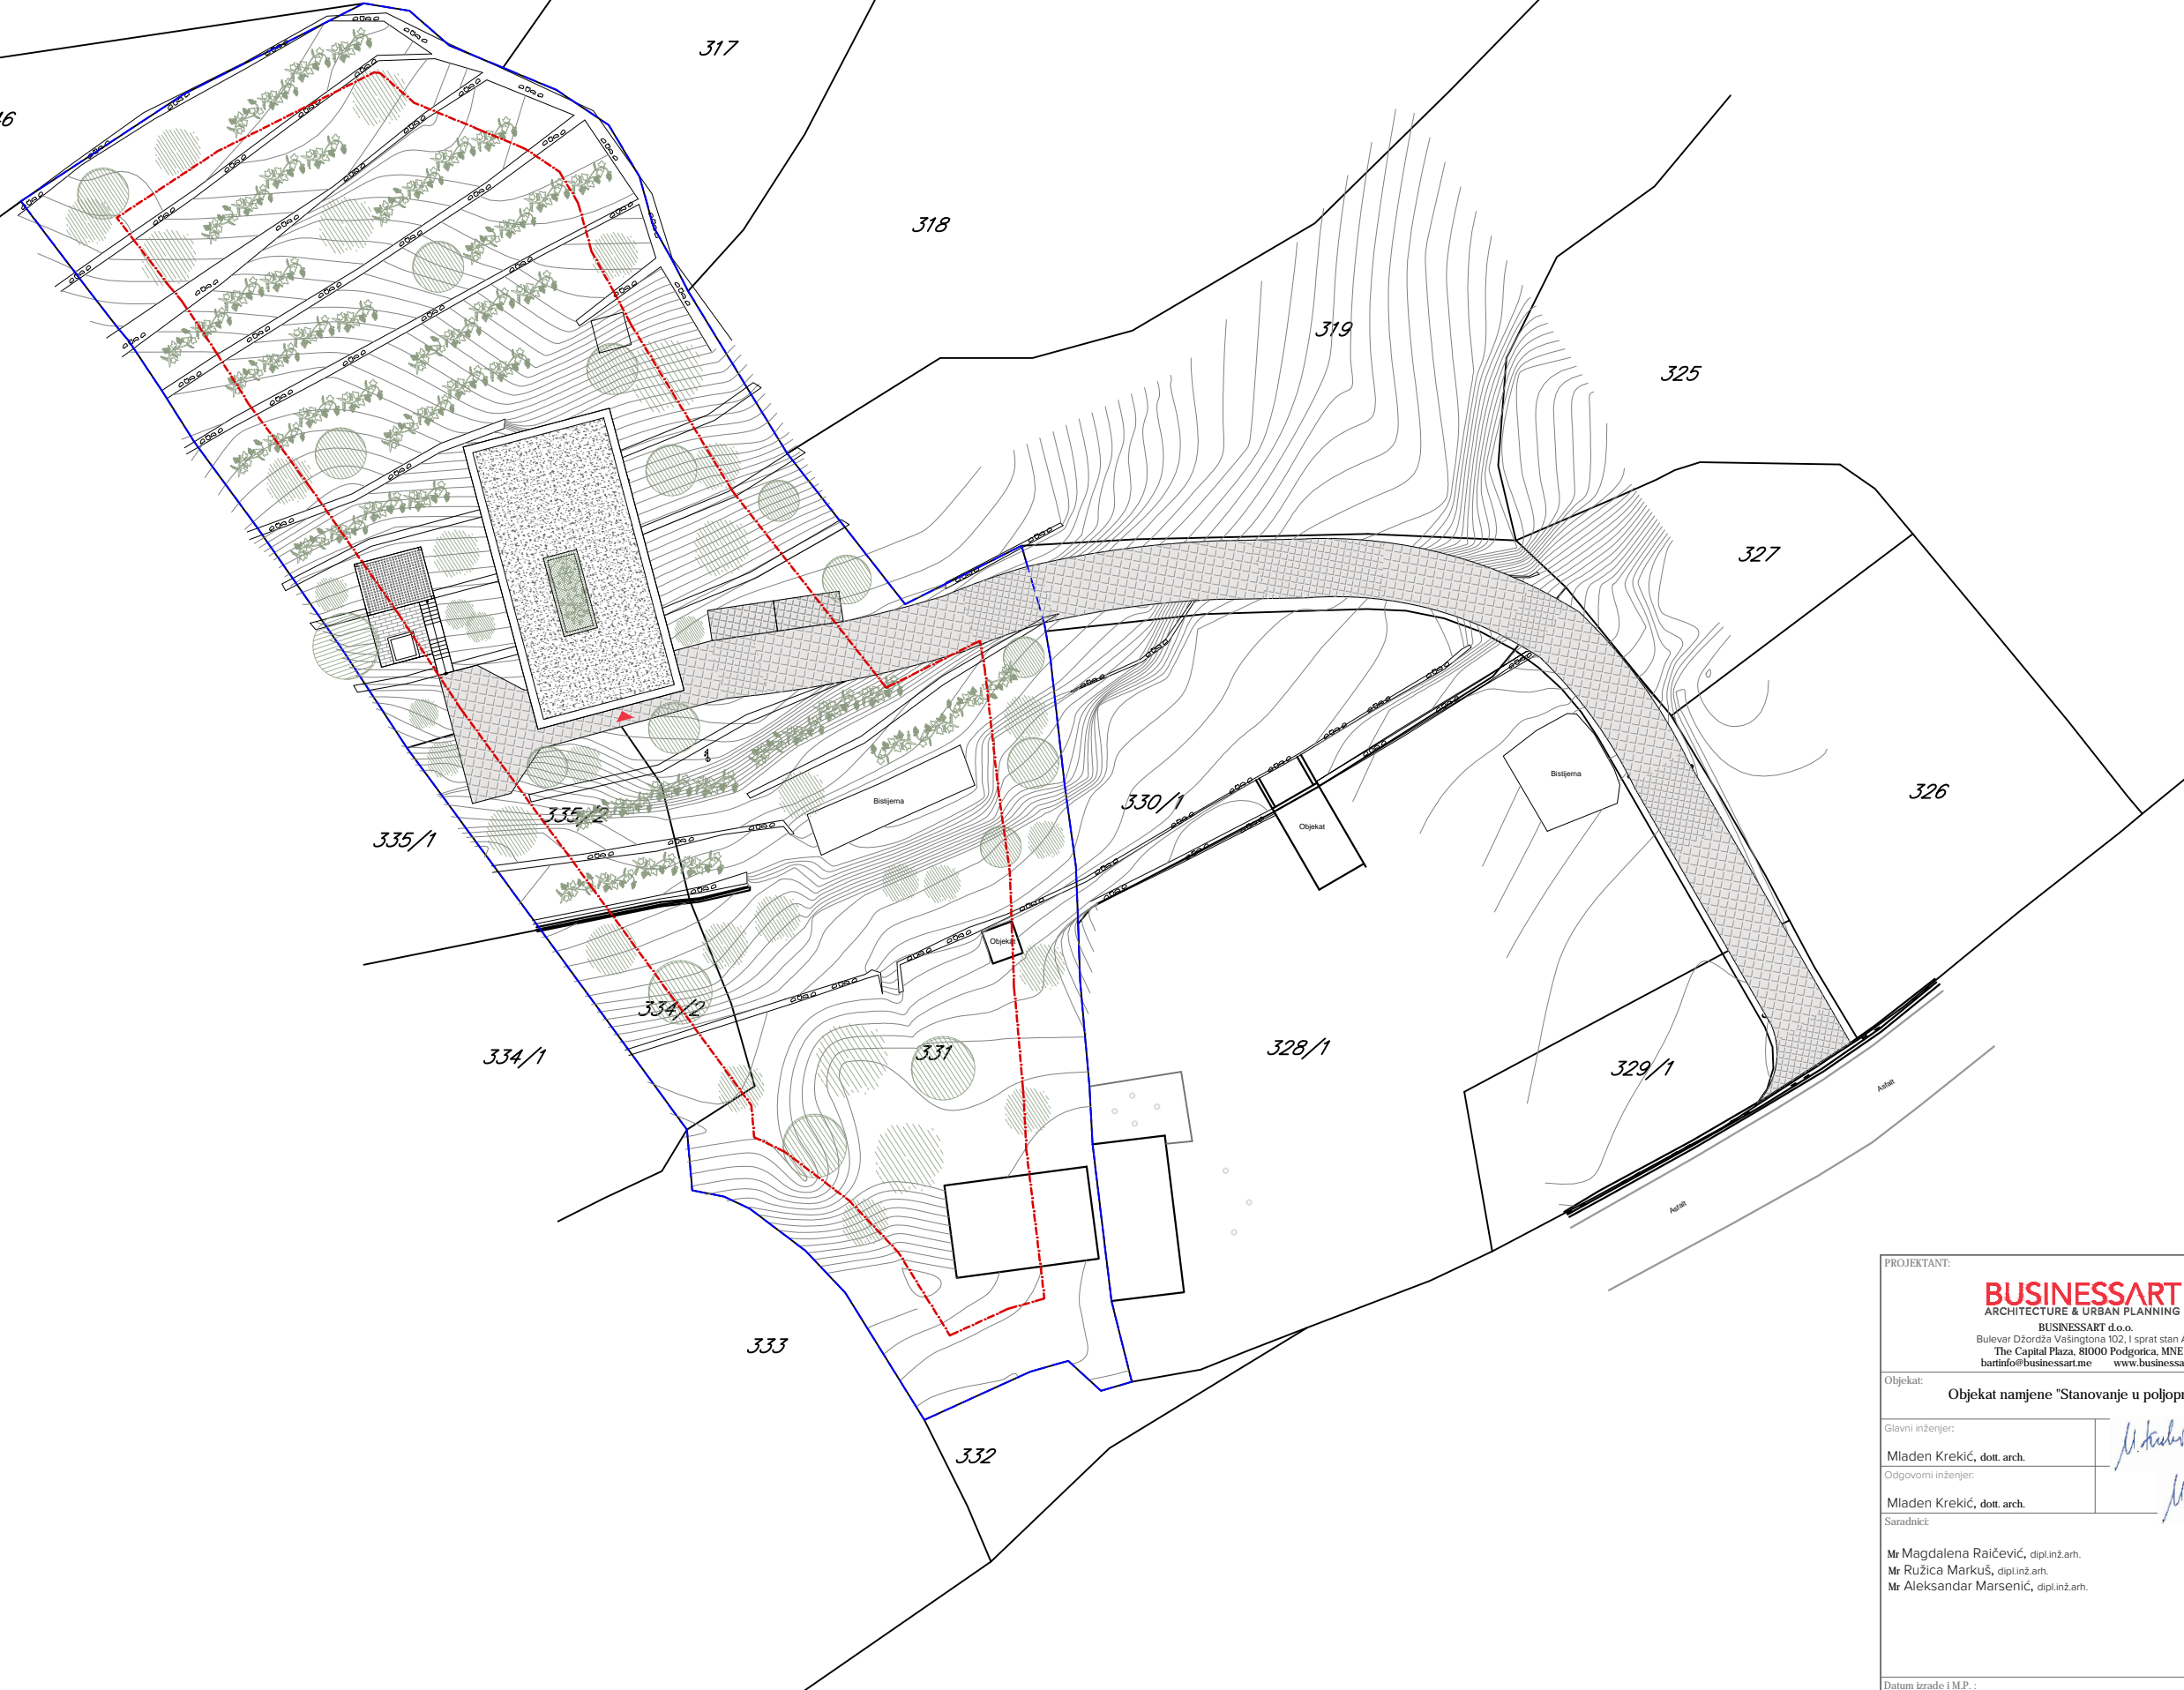 317
46
318
319
325
327
326
Bistijerna
Bistijerna
330/1
335/2
Objekat
335/1
Objekat
334/2
331
334/1
328/1
329/1
Asfalt
Asfalt
333
332
PROJEKTANT:
BUSINESSART
ARCHITECTURE & URBAN PLANNING
BUSINESSART d.o.o.
Bulevar Džordža Vašingtona 102, I sprat stan
The Capital Plaza, 81000 Podgorica, MNE
bartinfo@businessart.me www.business
Objekat:
Objekat namjene "Stanovanje u poljop
Glavni inženjer:
Mladen Krekić, dott. arch.
Odgovorni inženjer:
Mladen Krekić, dott. arch.
Saradnici:
Mr Magdalena Raičević, dipl.inž.arh.
Mr Ružica Markuš, dipl.inž.arh.
Mr Aleksandar Marsenić, dipl.inž.arh.
Datum izrade i M.P. :